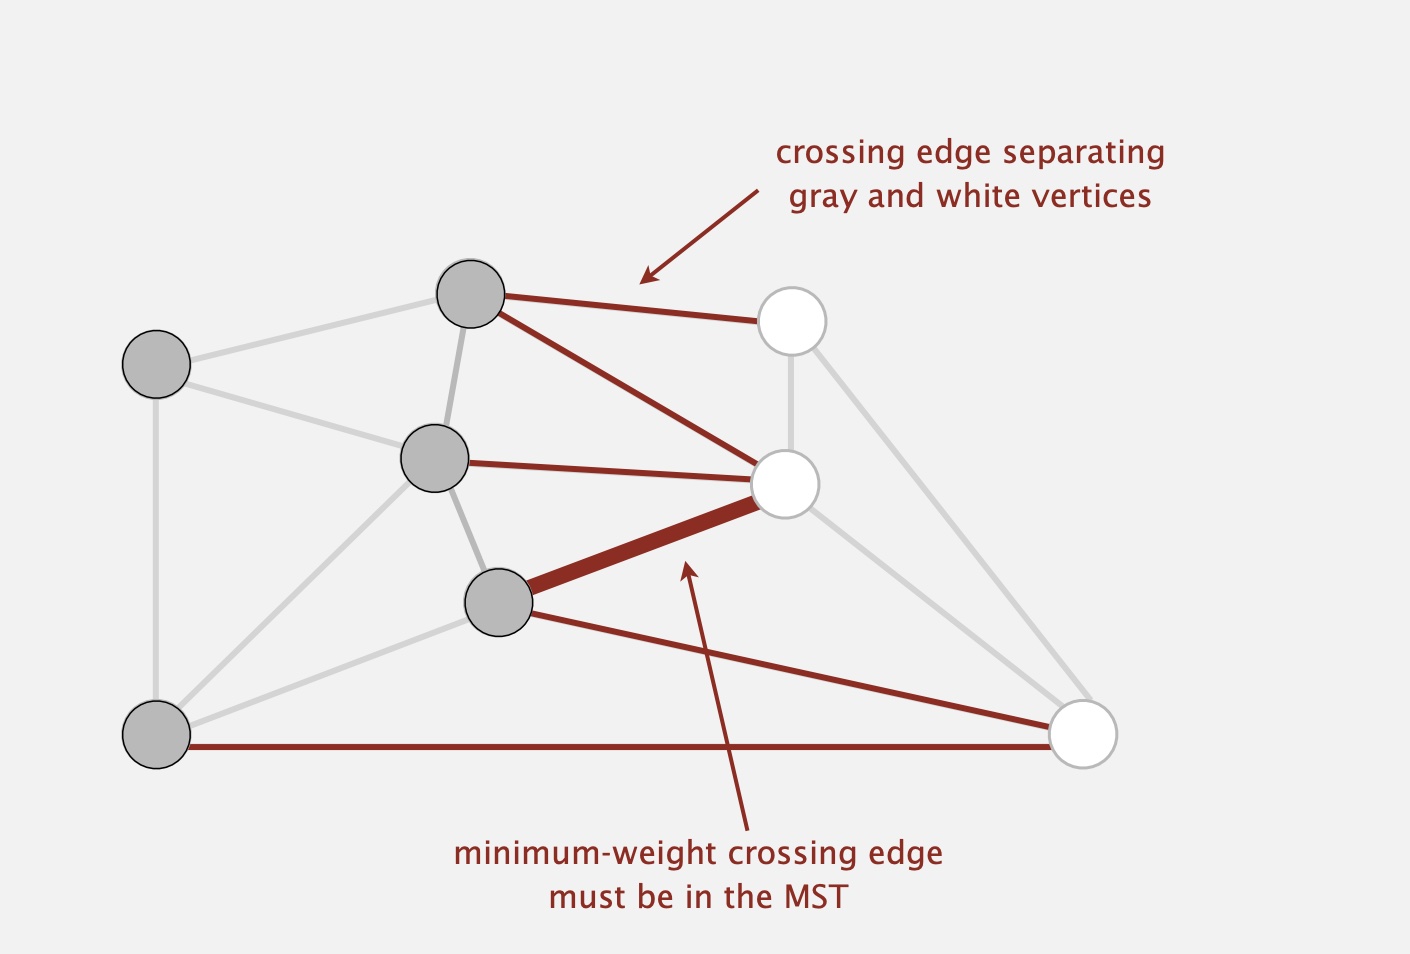 crossing edge separating
gray and white vertices
minimum-weight crossing edge
must be in the MST